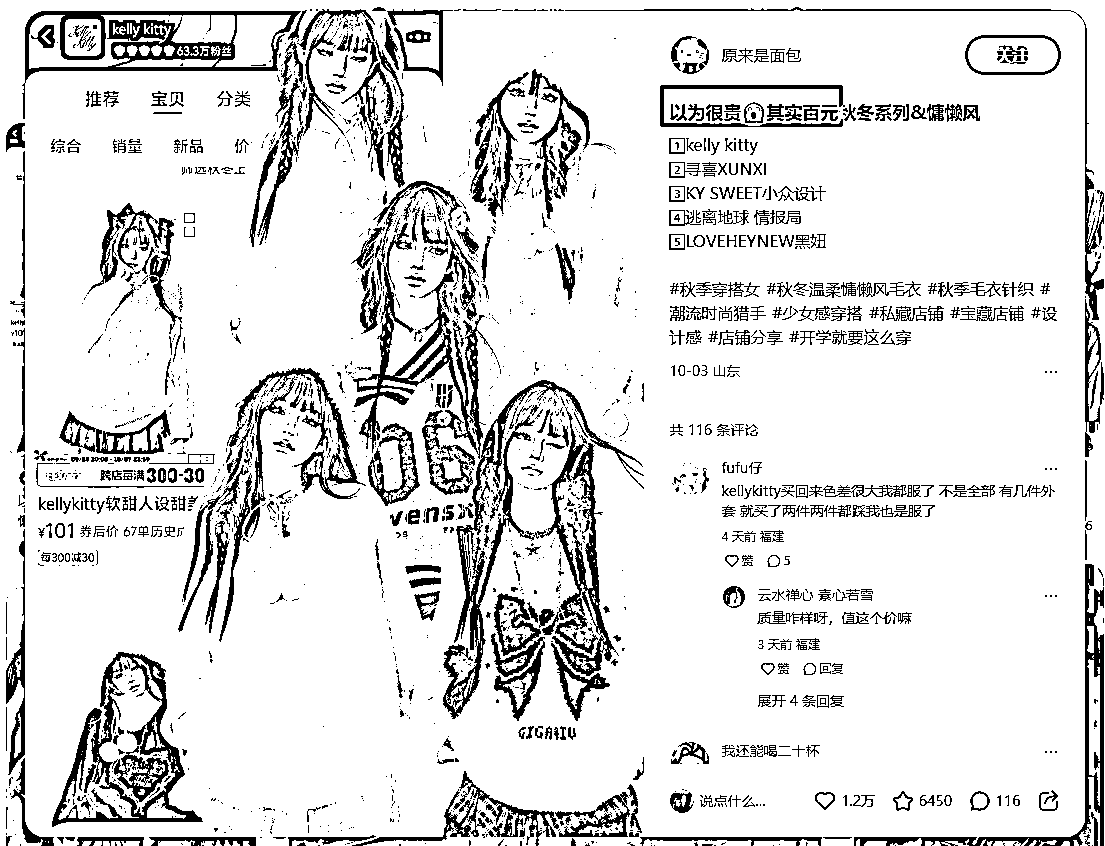 kelly kitty
63.3万粉丝
推荐 宝贝 分类
综合 销量 新品 价
跨店每满300-30
kellykitty软甜人设甜
¥101 券后价 67单历史
每300减30
06
vensx
GIGAHIU
原来是面包
关注
以为很贵😱其实百元秋冬系列&慵懒风
1kelly kitty
2寻喜XUNXI
3KY SWEET小众设计
4逃离地球 情报局
5LOVEHEYNEW黑妞
#秋季穿搭女 #秋冬温柔慵懒风毛衣 #秋季毛衣针织 #
潮流时尚猎手 #少女感穿搭 #私藏店铺 #宝藏店铺 #设
计感 #店铺分享 #开学就要这么穿
10-03 山东
共 116 条评论
fufu仔
kellykitty买回来色差很大我都服了 不是全部 有几件外
套 就买了两件两件都踩我也是服了
4 天前 福建
赞 5
云水禅心 素心若雪
质量咋样呀，值这个价嘛
3 天前 福建
赞 回复
展开 4 条回复
我还能喝二十杯
说点什么... 1.2万 6450 116